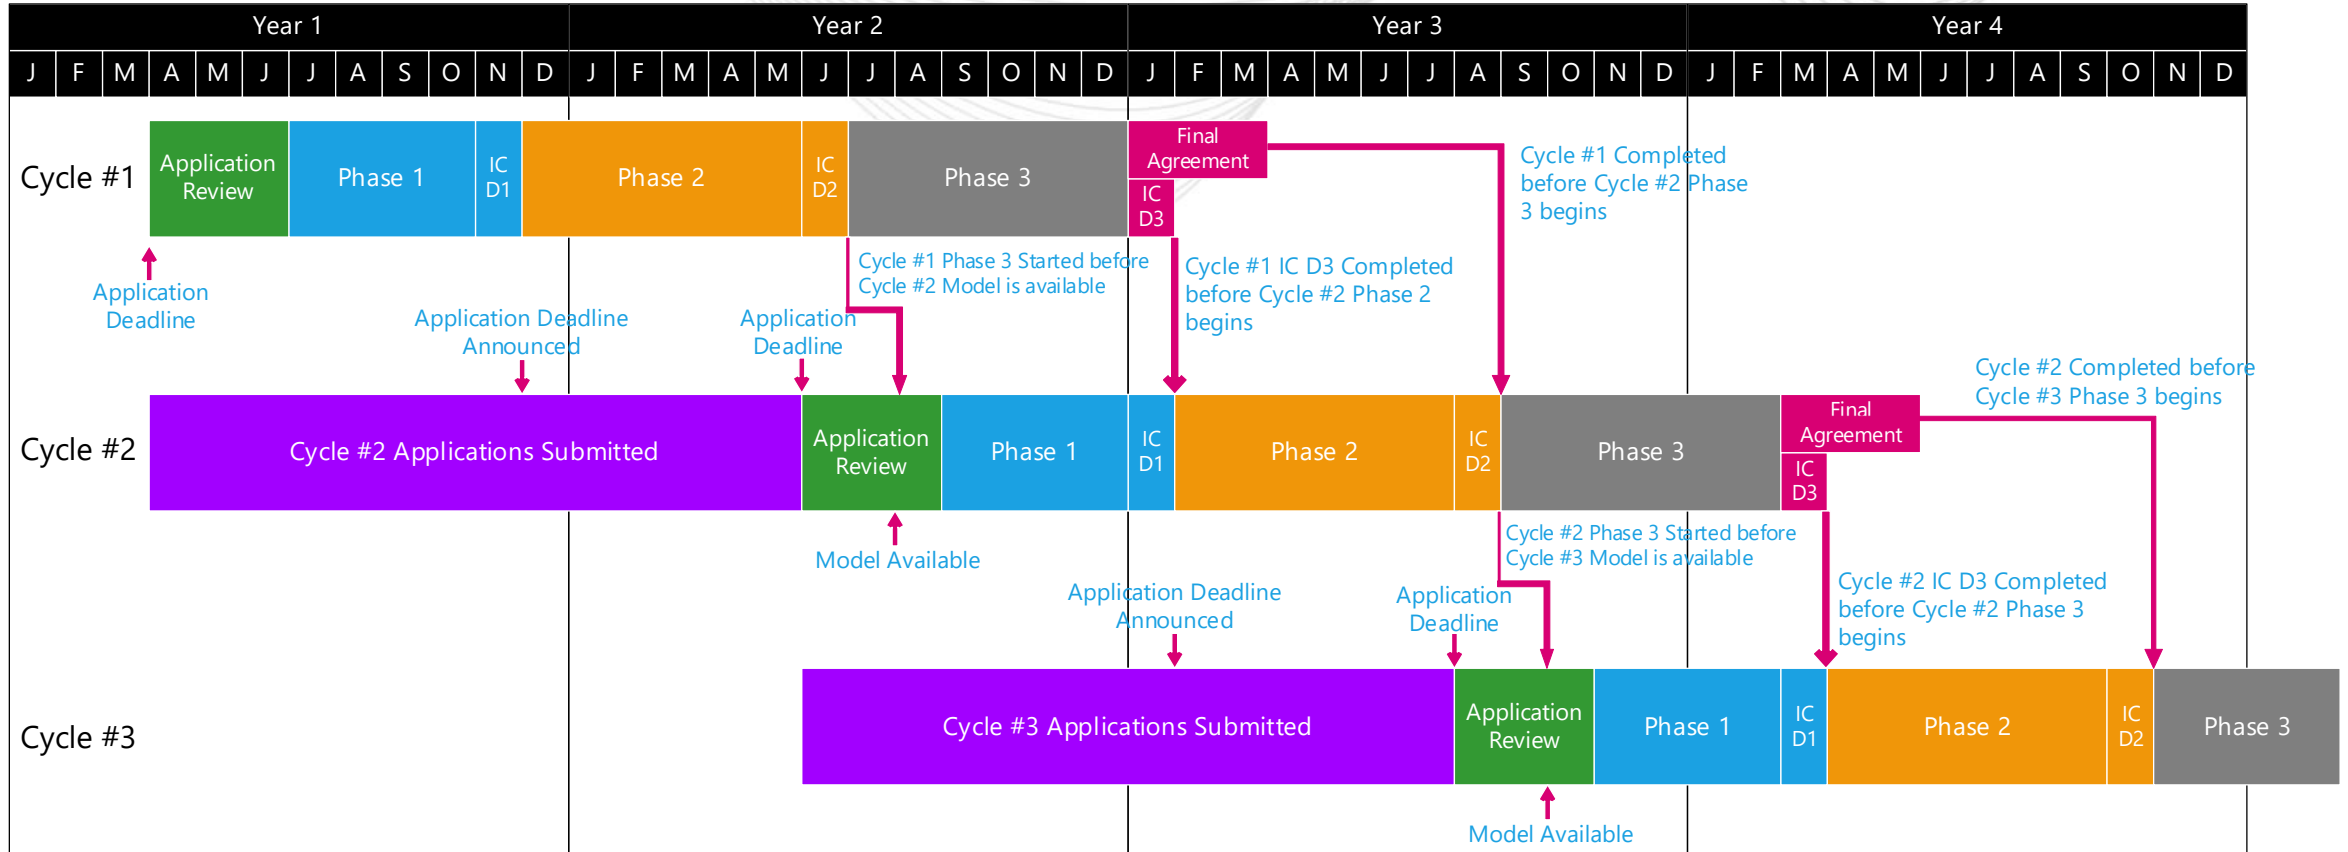 Year 1 Year 2 Year 3 Year 4
J F M A M J J A S O N D J F M A M J J A S O N D J F M A M J J A S O N D J F M A M J J A S O N D
Cycle #1
Application
Review
Phase 1
IC
D1
Phase 2
IC
D2
Phase 3
Final
Agreement
IC
D3
Cycle #1 Completed
before Cycle #2 Phase
3 begins
Application
Deadline
Cycle #1 Phase 3 Started before
Cycle #2 Model is available
Cycle #1 IC D3 Completed
before Cycle #2 Phase 2
begins
Application Deadline
Announced
Application
Deadline
Cycle #2 Completed before
Cycle #3 Phase 3 begins
Cycle #2
Cycle #2 Applications Submitted
Application
Review
Phase 1
IC
D1
Phase 2
IC
D2
Phase 3
Final
Agreement
IC
D3
Model Available
Cycle #2 Phase 3 Started before
Cycle #3 Model is available
Application Deadline
Announced
Application
Deadline
Cycle #2 IC D3 Completed
before Cycle #2 Phase 3
begins
Cycle #3
Cycle #3 Applications Submitted
Application
Review
Phase 1
IC
D1
Phase 2
IC
D2
Phase 3
Model Available